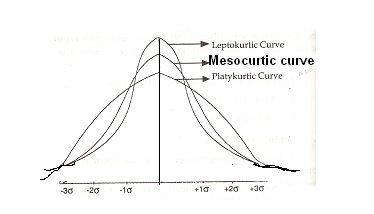 Leptokurtic Curve
Mesocurtic curve
Platykurtic Curve
-3σ -2σ -1σ +1σ +2σ +3σ